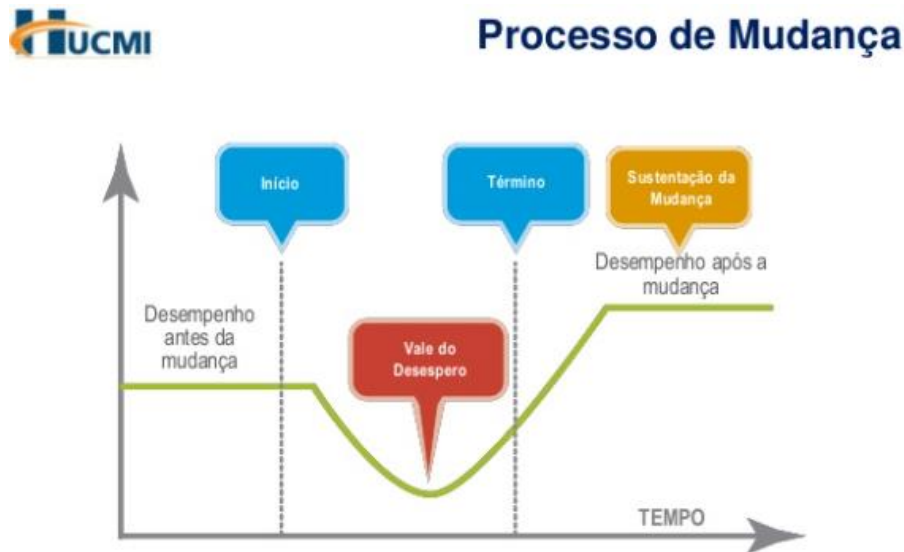 HUCMI
Processo de Mudança
Início
Término
Sustentação da
Mudança
Desempenho após a
mudança
Desempenho
antes da
mudança
Vale do
Desespero
TEMPO